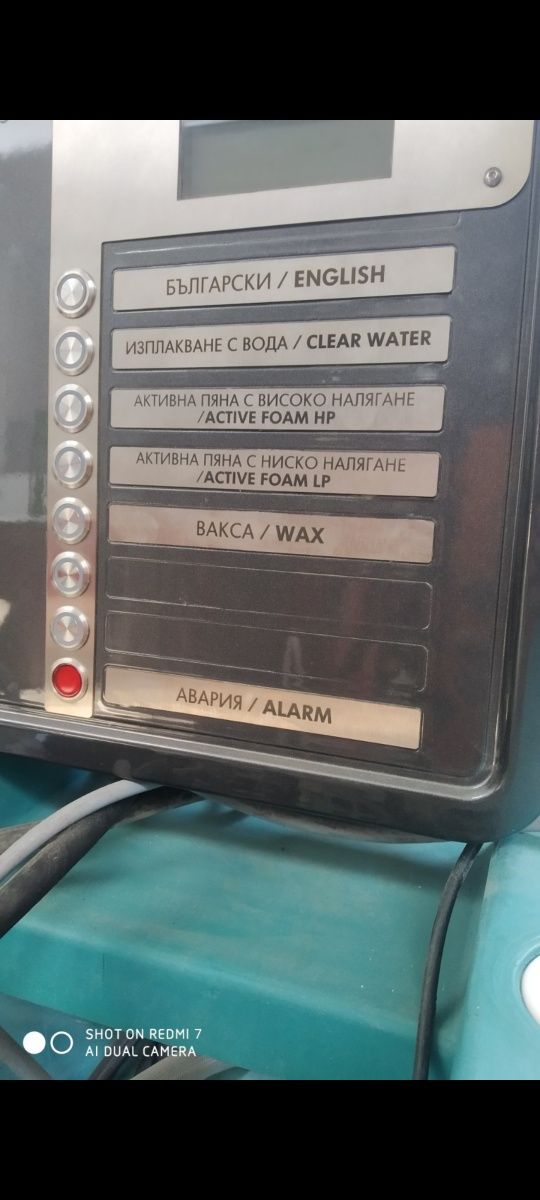 БЪЛГАРСКИ / ENGLISH
ИЗПЛАКВАНЕ С ВОДА / CLEAR WATER
АКТИВНА ПЯНА С ВИСОКО НАЛЯГАНЕ
/ACTIVE FOAM HP
АКТИВНА ПЯНА С НИСКО НАЛЯГАНЕ
/ACTIVE FOAM LP
ВАКСА / WAX
АВАРИЯ / ALARM
SHOT ON REDMI 7
AI DUAL CAMERA